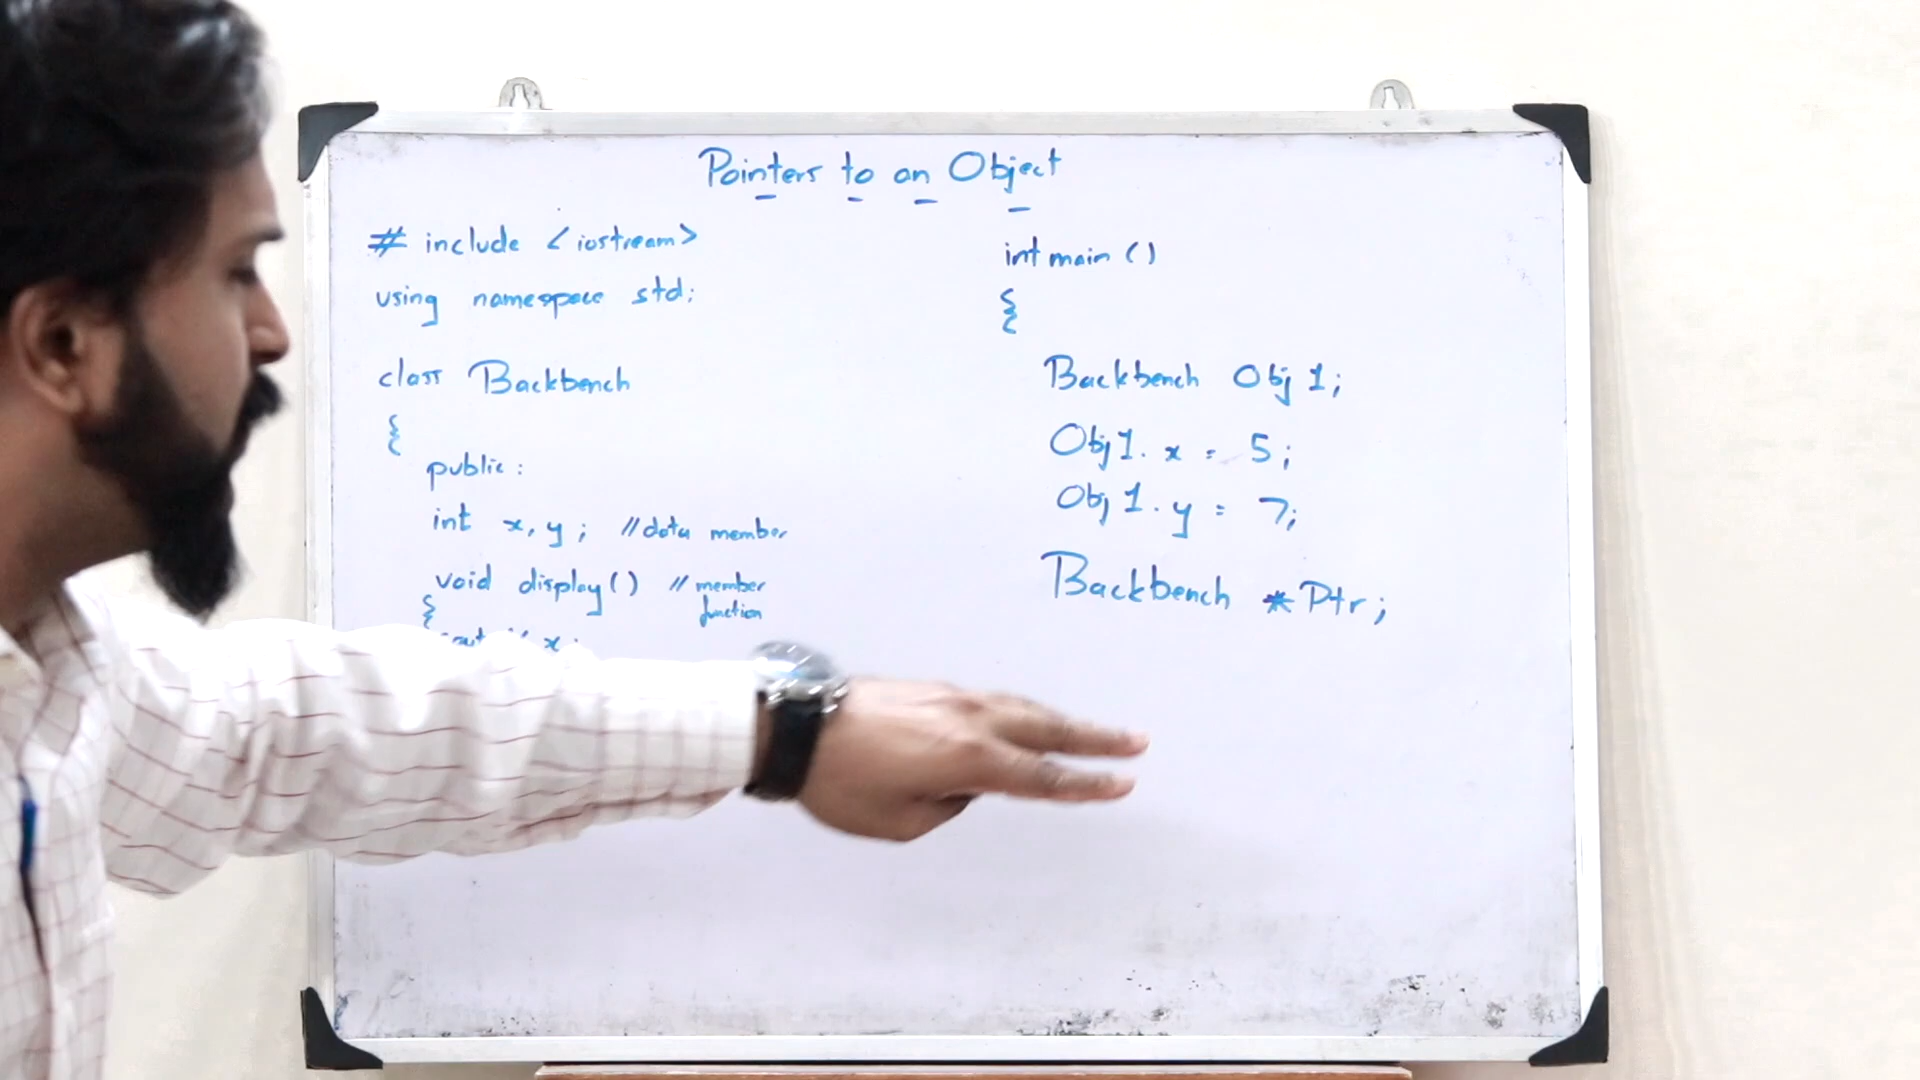 Pointers to an Object
# include <iostream>
using namespace std;
class Backbench
{
public:
int x, y; //data member
void display() //member
function
{
int main ()
{
Backbench Obj 1;
Obj 1. x = 5;
Obj 1. y = 7;
Backbench *Ptr;